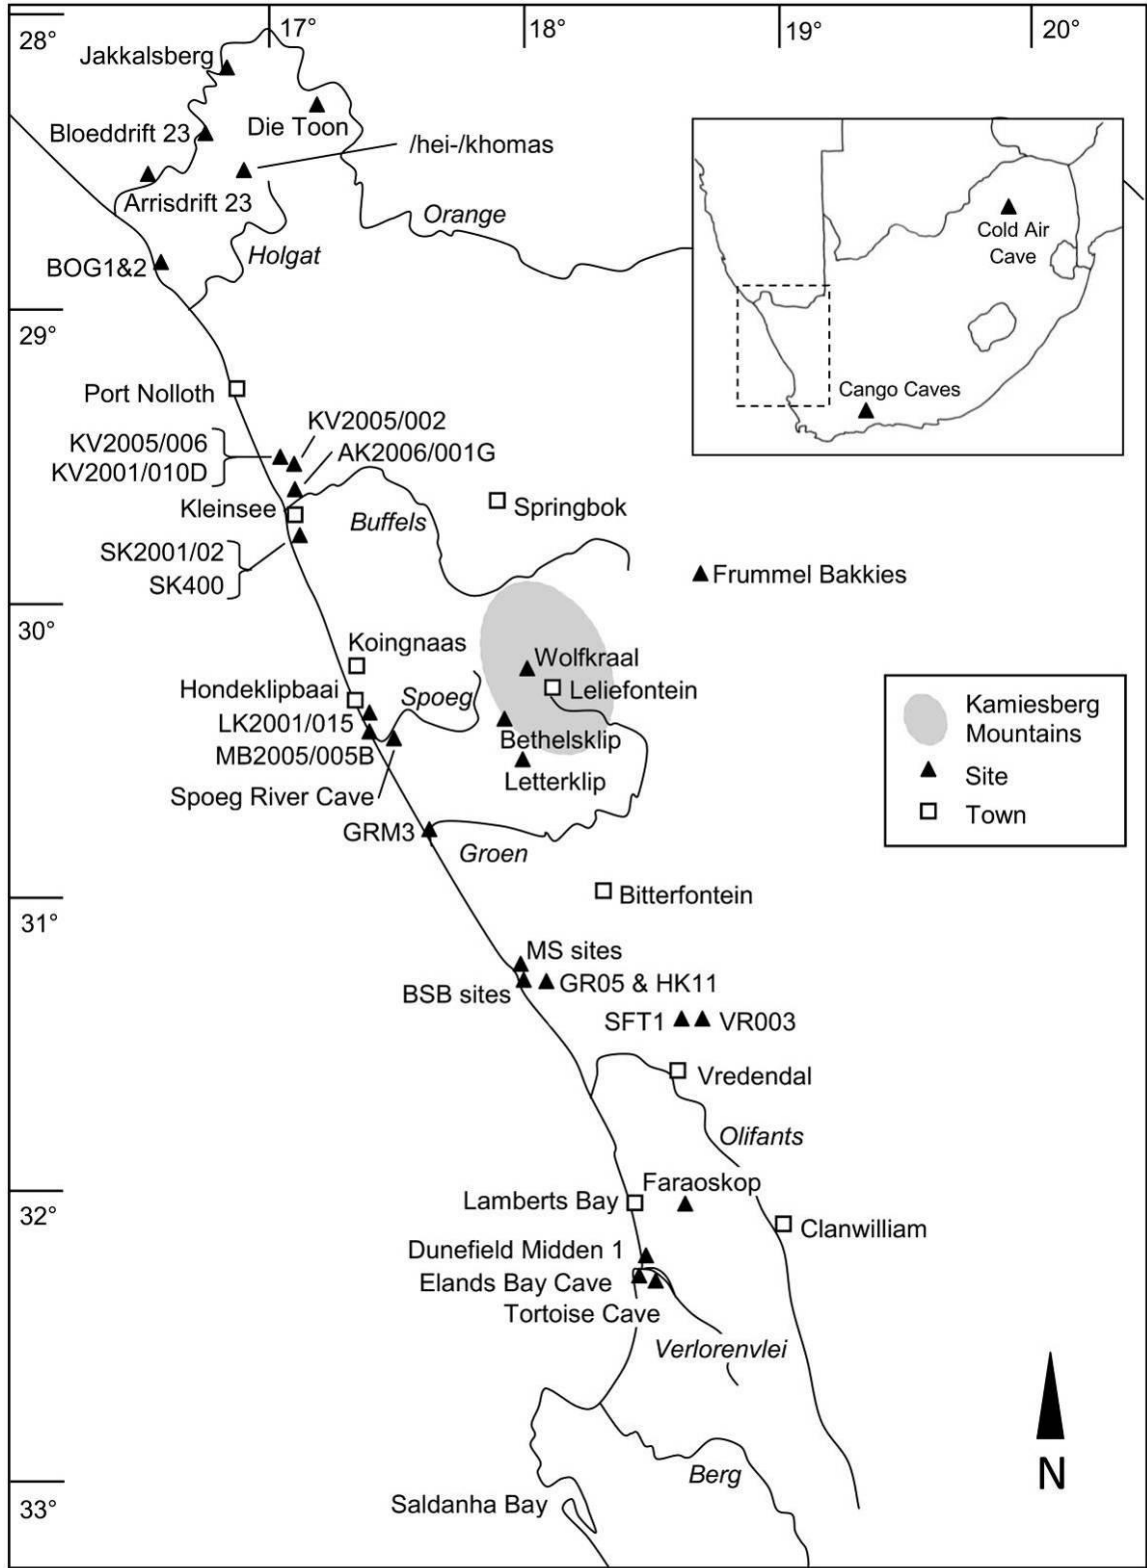 17°
18°
19°
20°
28°
Jakkalsberg
Bloeddrift 23
Die Toon
/hei-/khomas
Arrisdrift 23
Orange
Holgat
BOG1&2
Cold Air
Cave
Cango Caves
29°
Port Nolloth
KV2005/002
KV2005/006
KV2001/010D
AK2006/001G
Kleinsee
Buffels
Springbok
SK2001/02
SK400
Frummel Bakkies
30°
Koingnaas
Wolfkraal
Hondeklipbaai
Spoeg
Leliefontein
LK2001/015
MB2005/005B
Bethelsklip
Spoeg River Cave
Letterklip
Kamiesberg
Mountains
Site
Town
GRM3
Groen
31°
Bitterfontein
MS sites
BSB sites
GR05 & HK11
SFT1
VR003
Vredendal
Olifants
32°
Lamberts Bay
Faraoskop
Clanwilliam
Dunefield Midden 1
Elands Bay Cave
Tortoise Cave
Verlorenvlei
33°
Berg
Saldanha Bay
N